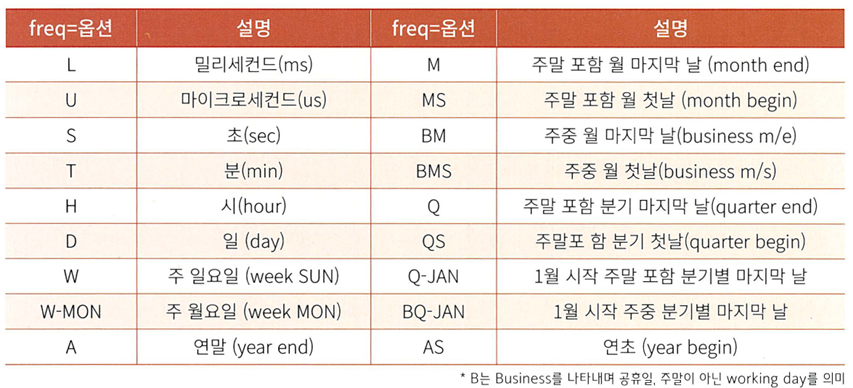 freq=옵션 설명 freq=옵션 설명
L 밀리세컨드(ms) M 주말 포함 월 마지막 날 (month end)
U 마이크로세컨드(us) MS 주말 포함 월 첫날 (month begin)
S 초(sec) BM 주중 월 마지막 날(business m/e)
T 분(min) BMS 주중 월 첫날(business m/s)
H 시(hour) Q 주말 포함 분기 마지막 날(quarter end)
D 일 (day) QS 주말포 함 분기 첫날(quarter begin)
W 주 일요일 (week SUN) Q-JAN 1월 시작 주말 포함 분기별 마지막 날
W-MON 주 월요일 (week MON) BQ-JAN 1월 시작 주중 분기별 마지막 날
A 연말 (year end) AS 연초 (year begin)
* B는 Business를 나타내며 공휴일, 주말이 아닌 working day를 의미